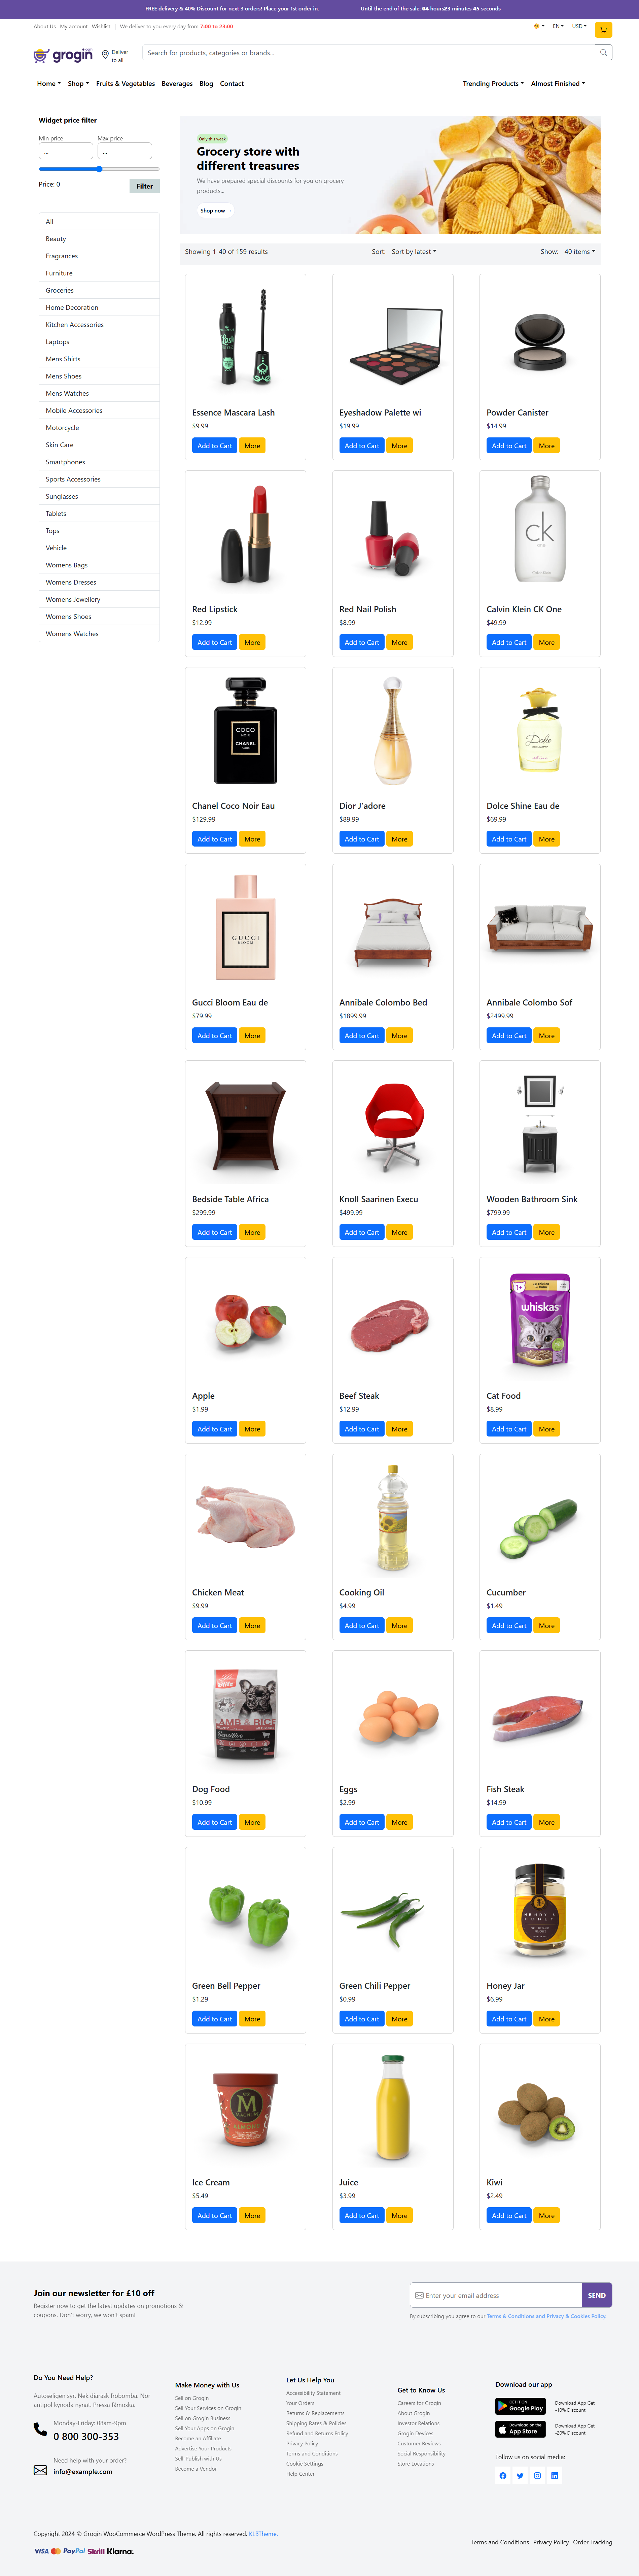 FREE delivery & 40% Discount for next 3 orders! Place your 1st order in.
Until the end of the sale: 04 hours23 minutes 45 seconds
About Us My account Wishlist | We deliver to you every day from 7:00 to 23:00
EN USD
grogin
Deliver
to all
Search for products, categories or brands...
Home Shop Fruits & Vegetables Beverages Blog Contact
Trending Products Almost Finished
Widget price filter
Min price Max price
... ...
Price: 0
Filter
All
Beauty
Fragrances
Furniture
Groceries
Home Decoration
Kitchen Accessories
Laptops
Mens Shirts
Mens Shoes
Mens Watches
Mobile Accessories
Motorcycle
Skin Care
Smartphones
Sports Accessories
Sunglasses
Tablets
Tops
Vehicle
Womens Bags
Womens Dresses
Womens Jewellery
Womens Shoes
Womens Watches
Only this week
Grocery store with
different treasures
We have prepared special discounts for you on grocery
products...
Shop now →
Showing 1-40 of 159 results Sort: Sort by latest Show: 40 items
Essence Mascara Lash
$9.99
Add to Cart More
Eyeshadow Palette wi
$19.99
Add to Cart More
Powder Canister
$14.99
Add to Cart More
Red Lipstick
$12.99
Add to Cart More
Red Nail Polish
$8.99
Add to Cart More
ck
Calvin Klein CK One
$49.99
Add to Cart More
COCO
NOIR
CHANEL
Chanel Coco Noir Eau
$129.99
Add to Cart More
Dior J'adore
$89.99
Add to Cart More
Dolce
Dolce Shine Eau de
$69.99
Add to Cart More
GUCCI
BLOOM
Gucci Bloom Eau de
$79.99
Add to Cart More
Annibale Colombo Bed
$1899.99
Add to Cart More
Annibale Colombo Sof
$2499.99
Add to Cart More
Bedside Table Africa
$299.99
Add to Cart More
Knoll Saarinen Execu
$499.99
Add to Cart More
Wooden Bathroom Sink
$799.99
Add to Cart More
Apple
$1.99
Add to Cart More
Beef Steak
$12.99
Add to Cart More
1+
whiskas
Cat Food
$8.99
Add to Cart More
Chicken Meat
$9.99
Add to Cart More
Cooking Oil
$4.99
Add to Cart More
Cucumber
$1.49
Add to Cart More
Blitz
LAMB & RICE
Sensitive
Dog Food
$10.99
Add to Cart More
Eggs
$2.99
Add to Cart More
Fish Steak
$14.99
Add to Cart More
Green Bell Pepper
$1.29
Add to Cart More
Green Chili Pepper
$0.99
Add to Cart More
HENRY'S
HONEY
Honey Jar
$6.99
Add to Cart More
M
MAGNUM
Ice Cream
$5.49
Add to Cart More
Juice
$3.99
Add to Cart More
Kiwi
$2.49
Add to Cart More
Join our newsletter for £10 off
Register now to get the latest updates on promotions &
coupons. Don't worry, we won't spam!
Enter your email address
SEND
By subscribing you agree to our Terms & Conditions and Privacy & Cookies Policy.
Do You Need Help?
Autoseligen syr. Nek diarask fröbomba. Nör
antipol kynoda nynat. Pressa fåmoska.
Monday-Friday: 08am-9pm
0 800 300-353
Need help with your order?
info@example.com
Make Money with Us
Sell on Grogin
Sell Your Services on Grogin
Sell on Grogin Business
Sell Your Apps on Grogin
Become an Affiliate
Advertise Your Products
Sell-Publish with Us
Become a Vendor
Let Us Help You
Accessibility Statement
Your Orders
Returns & Replacements
Shipping Rates & Policies
Refund and Returns Policy
Privacy Policy
Terms and Conditions
Cookie Settings
Help Center
Get to Know Us
Careers for Grogin
About Grogin
Investor Relations
Grogin Devices
Customer Reviews
Social Responsibility
Store Locations
Download our app
GET IT ON
Google Play
Download App Get
-10% Discount
Download on the
App Store
Download App Get
-20% Discount
Follow us on social media:
Copyright 2024 © Grogin WooCommerce WordPress Theme. All rights reserved. KLBTheme.
VISA PayPal Skrill Klarna.
Terms and Conditions Privacy Policy Order Tracking